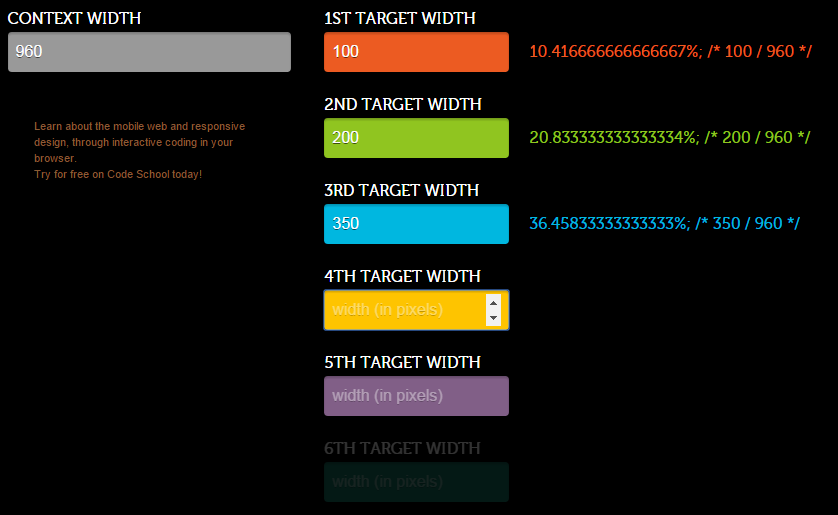 CONTEXT WIDTH
960
Learn about the mobile web and responsive
design, through interactive coding in your
browser.
Try for free on Code School today!
1ST TARGET WIDTH
100
10.416666666666667%; /* 100 / 960 */
2ND TARGET WIDTH
200
20.833333333333334%; /* 200 / 960 */
3RD TARGET WIDTH
350
36.45833333333333%; /* 350 / 960 */
4TH TARGET WIDTH
width (in pixels)
5TH TARGET WIDTH
width (in pixels)
6TH TARGET WIDTH
width (in pixels)